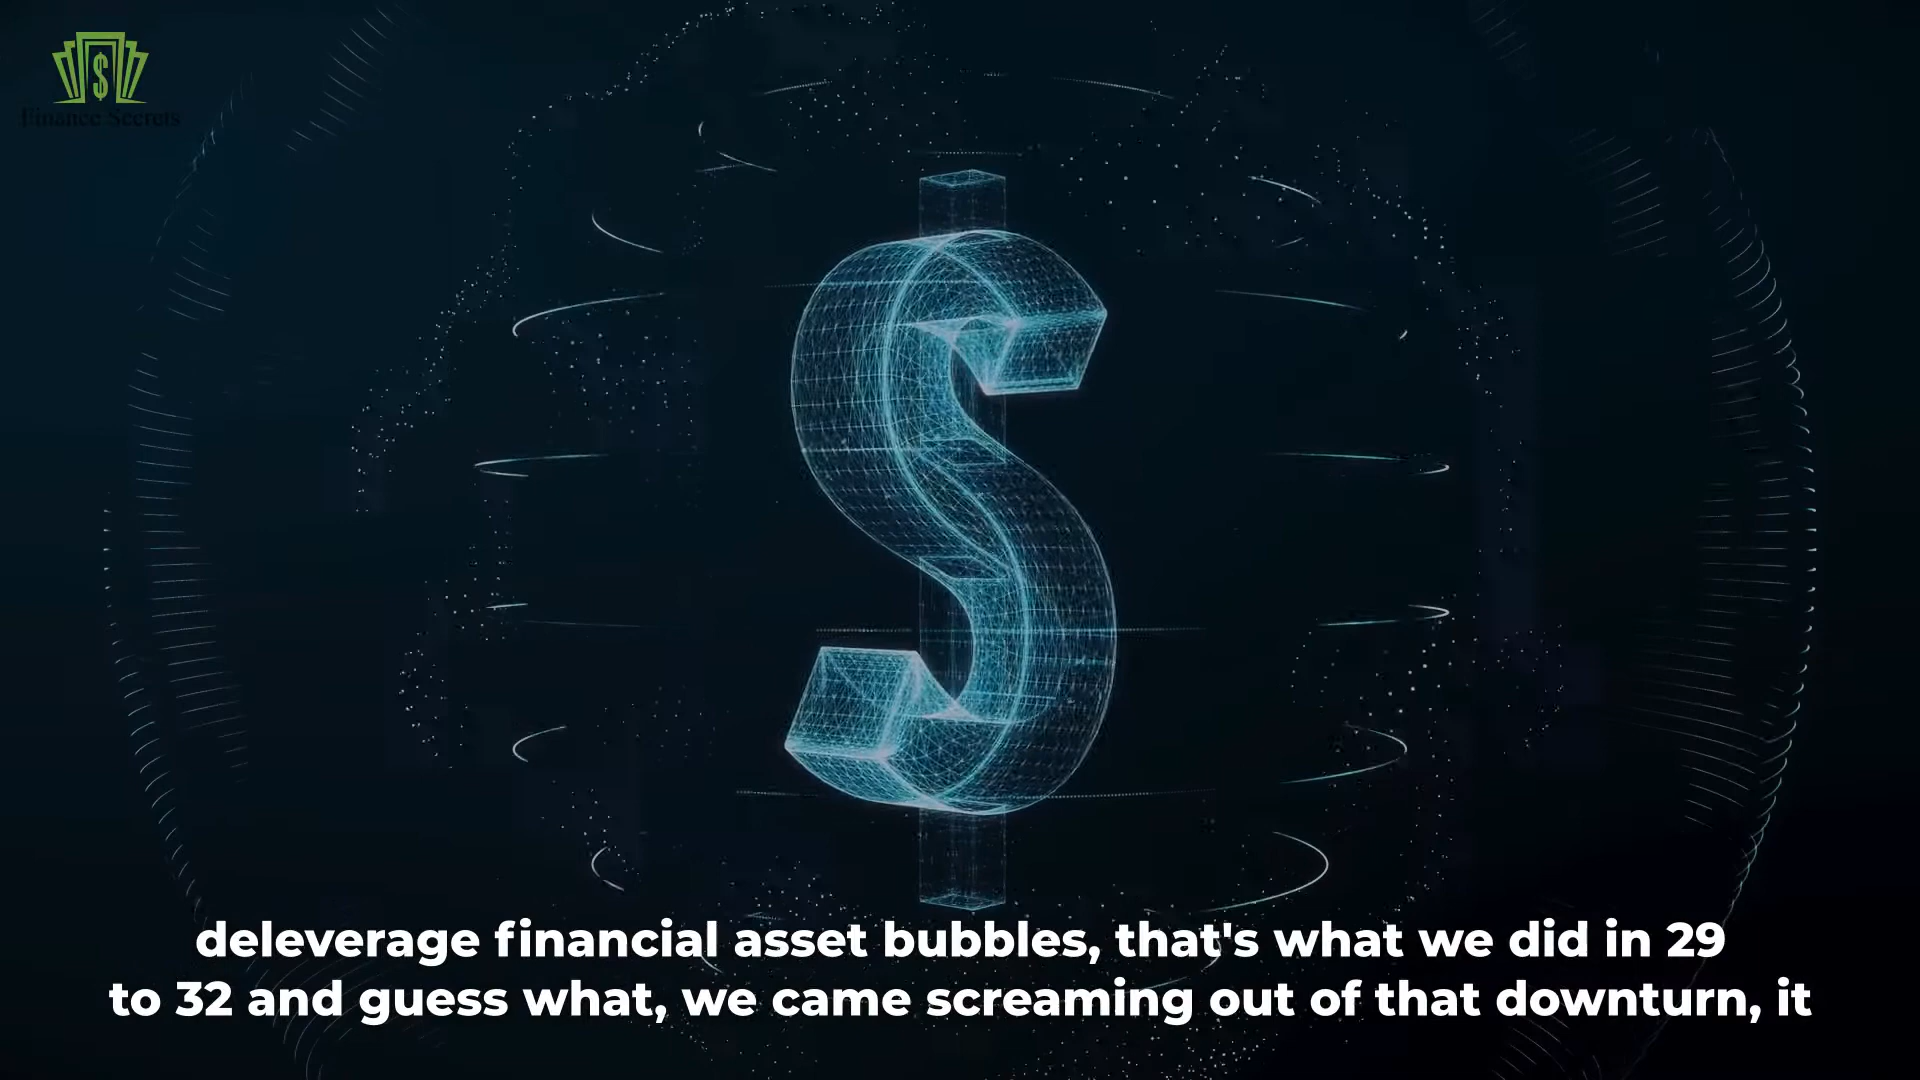 $
Finance Secrets
$
deleverage financial asset bubbles, that's what we did in 29
to 32 and guess what, we came screaming out of that downturn, it